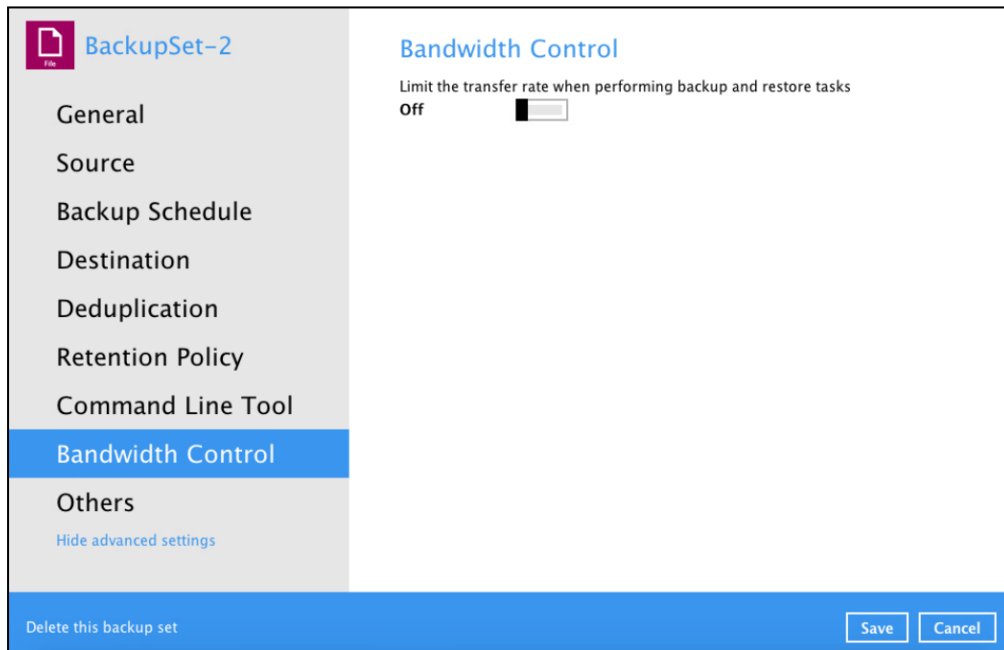 File
BackupSet-2
General
Source
Backup Schedule
Destination
Deduplication
Retention Policy
Command Line Tool
Bandwidth Control
Others
Hide advanced settings
Bandwidth Control
Limit the transfer rate when performing backup and restore tasks
Off
Delete this backup set
Save
Cancel